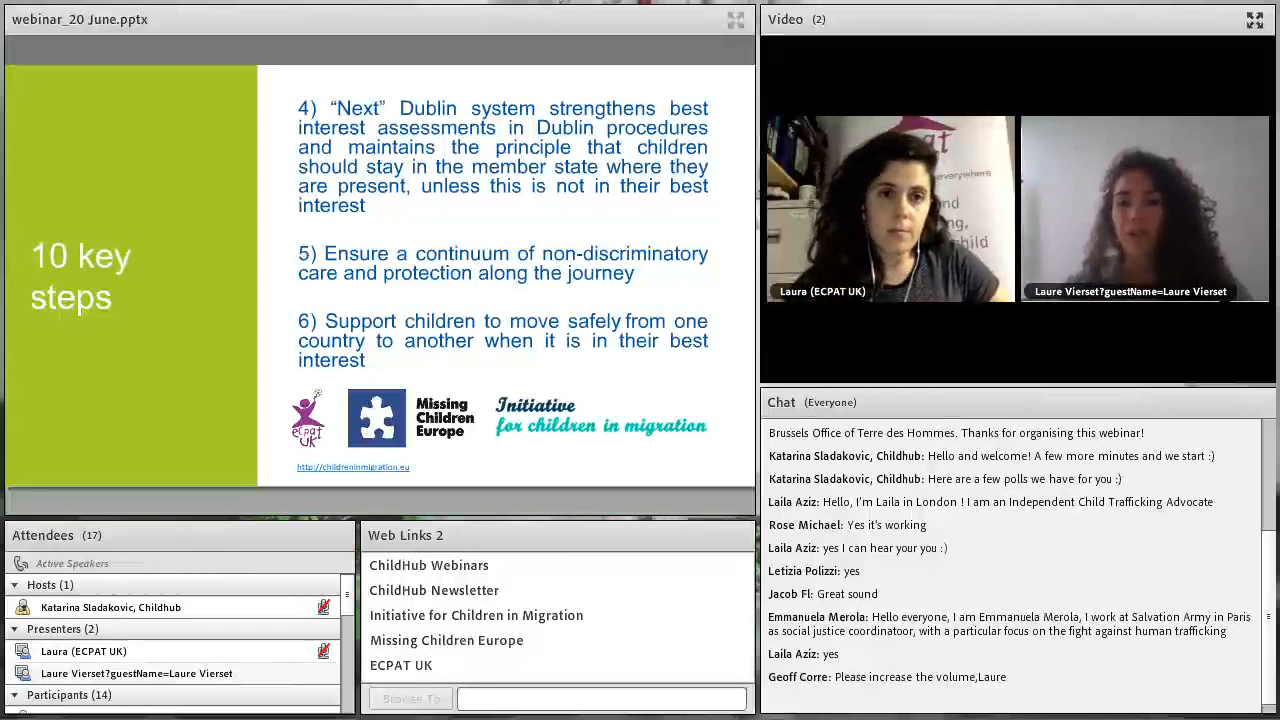 webinar_20 June.pptx
10 key
steps
4) “Next” Dublin system strengthens best
interest assessments in Dublin procedures
and maintains the principle that children
should stay in the member state where they
are present, unless this is not in their best
interest
5) Ensure a continuum of non-discriminatory
care and protection along the journey
6) Support children to move safely from one
country to another when it is in their best
interest
ecpat
UK
Missing
Children
Europe
Initiative
for children in migration
http://childreninmigration.eu
Video (2)
everywhere
Laura (ECPAT UK)
Laure Vierset?guestName=Laure Vierset
Attendees (17)
Active Speakers
Hosts (1)
Katarina Sladakovic, Childhub
Presenters (2)
Laura (ECPAT UK)
Laure Vierset?guestName=Laure Vierset
Participants (14)
Web Links 2
ChildHub Webinars
ChildHub Newsletter
Initiative for Children in Migration
Missing Children Europe
ECPAT UK
Browse To
Chat (Everyone)
Brussels Office of Terre des Hommes. Thanks for organising this webinar!
Katarina Sladakovic, Childhub: Hello and welcome! A few more minutes and we start :)
Katarina Sladakovic, Childhub: Here are a few polls we have for you :)
Laila Aziz: Hello, I'm Laila in London ! I am an Independent Child Trafficking Advocate
Rose Michael: Yes it's working
Laila Aziz: yes I can hear your you :)
Letizia Polizzi: yes
Jacob Fl: Great sound
Emmanuela Merola: Hello everyone, I am Emmanuela Merola, I work at Salvation Army in Paris
as social justice coordinatoor, with a particular focus on the fight against human trafficking
Laila Aziz: yes
Geoff Corre: Please increase the volume,Laure